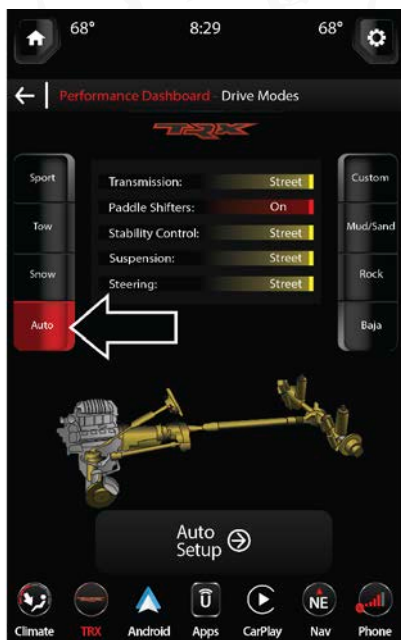 68° 8:29 68°
Performance Dashboard - Drive Modes
TRX
Sport
Tow
Snow
Auto
Transmission: Street
Paddle Shifters: On
Stability Control: Street
Suspension: Street
Steering: Street
Custom
Mud/Sand
Rock
Baja
Auto
Setup
NE
Climate TRX Android Apps CarPlay Nav Phone